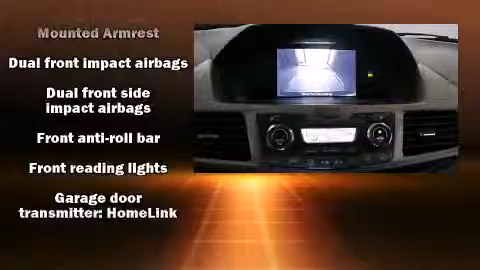 Mounted Armrest
Dual front impact airbags
Dual front side
impact airbags
Front anti-roll bar
Front reading lights
Garage door
transmitter: HomeLink